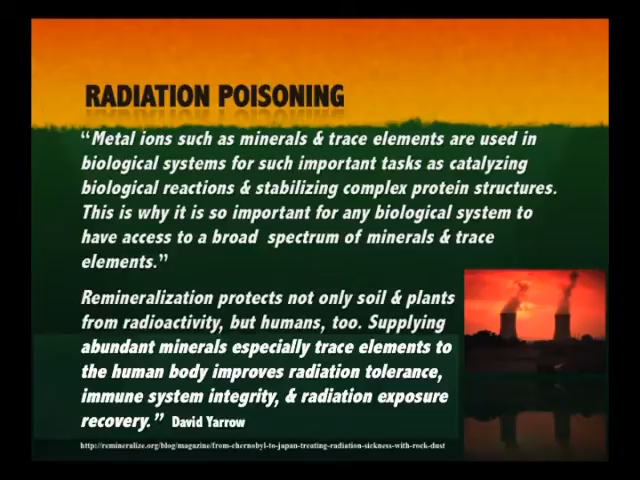 RADIATION POISONING
“Metal ions such as minerals & trace elements are used in
biological systems for such important tasks as catalyzing
biological reactions & stabilizing complex protein structures.
This is why it is so important for any biological system to
have access to a broad spectrum of minerals & trace
elements.”
Remineralization protects not only soil & plants
from radioactivity, but humans, too. Supplying
abundant minerals especially trace elements to
the human body improves radiation tolerance,
immune system integrity, & radiation exposure
recovery.” David Yarrow
http://remineralize.org/blog/magazine/from-chernobyl-to-japan-treating-radiation-sickness-with-rock-dust